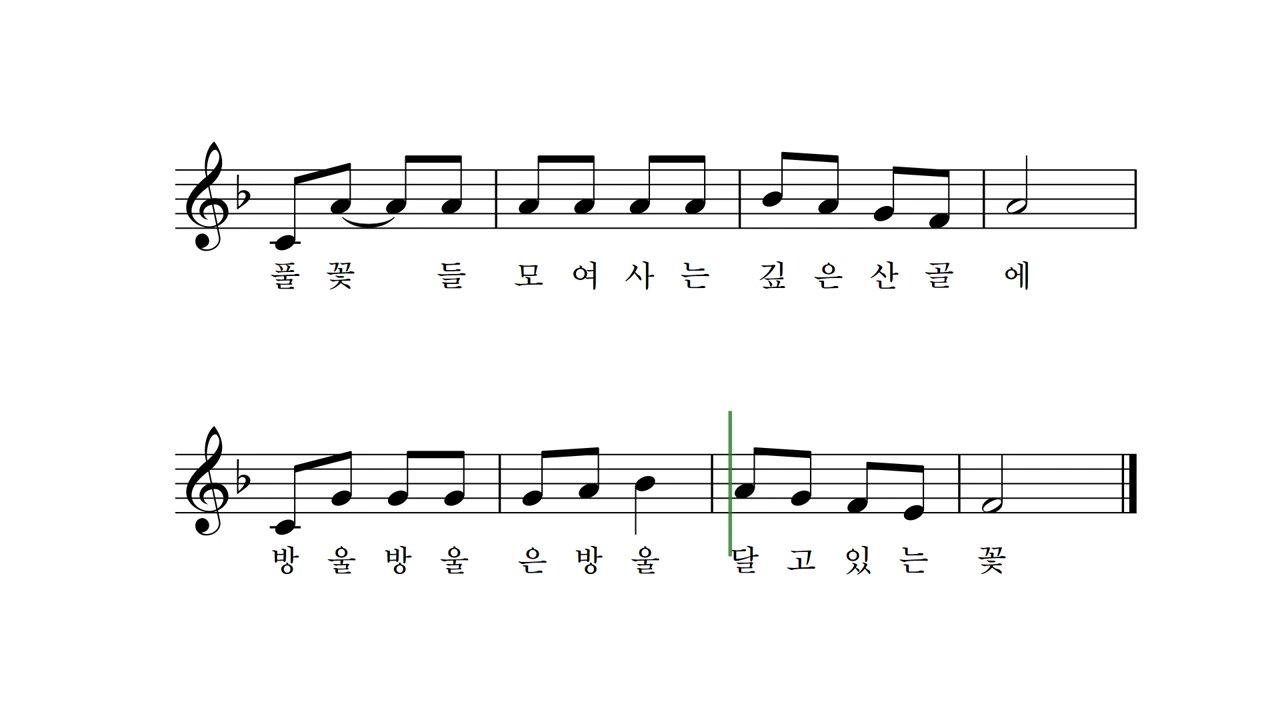 풀 꽃 들 모 여 사 는 깊 은 산 골 에
방 울 방 울 은 방 울 달 고 있 는 꽃